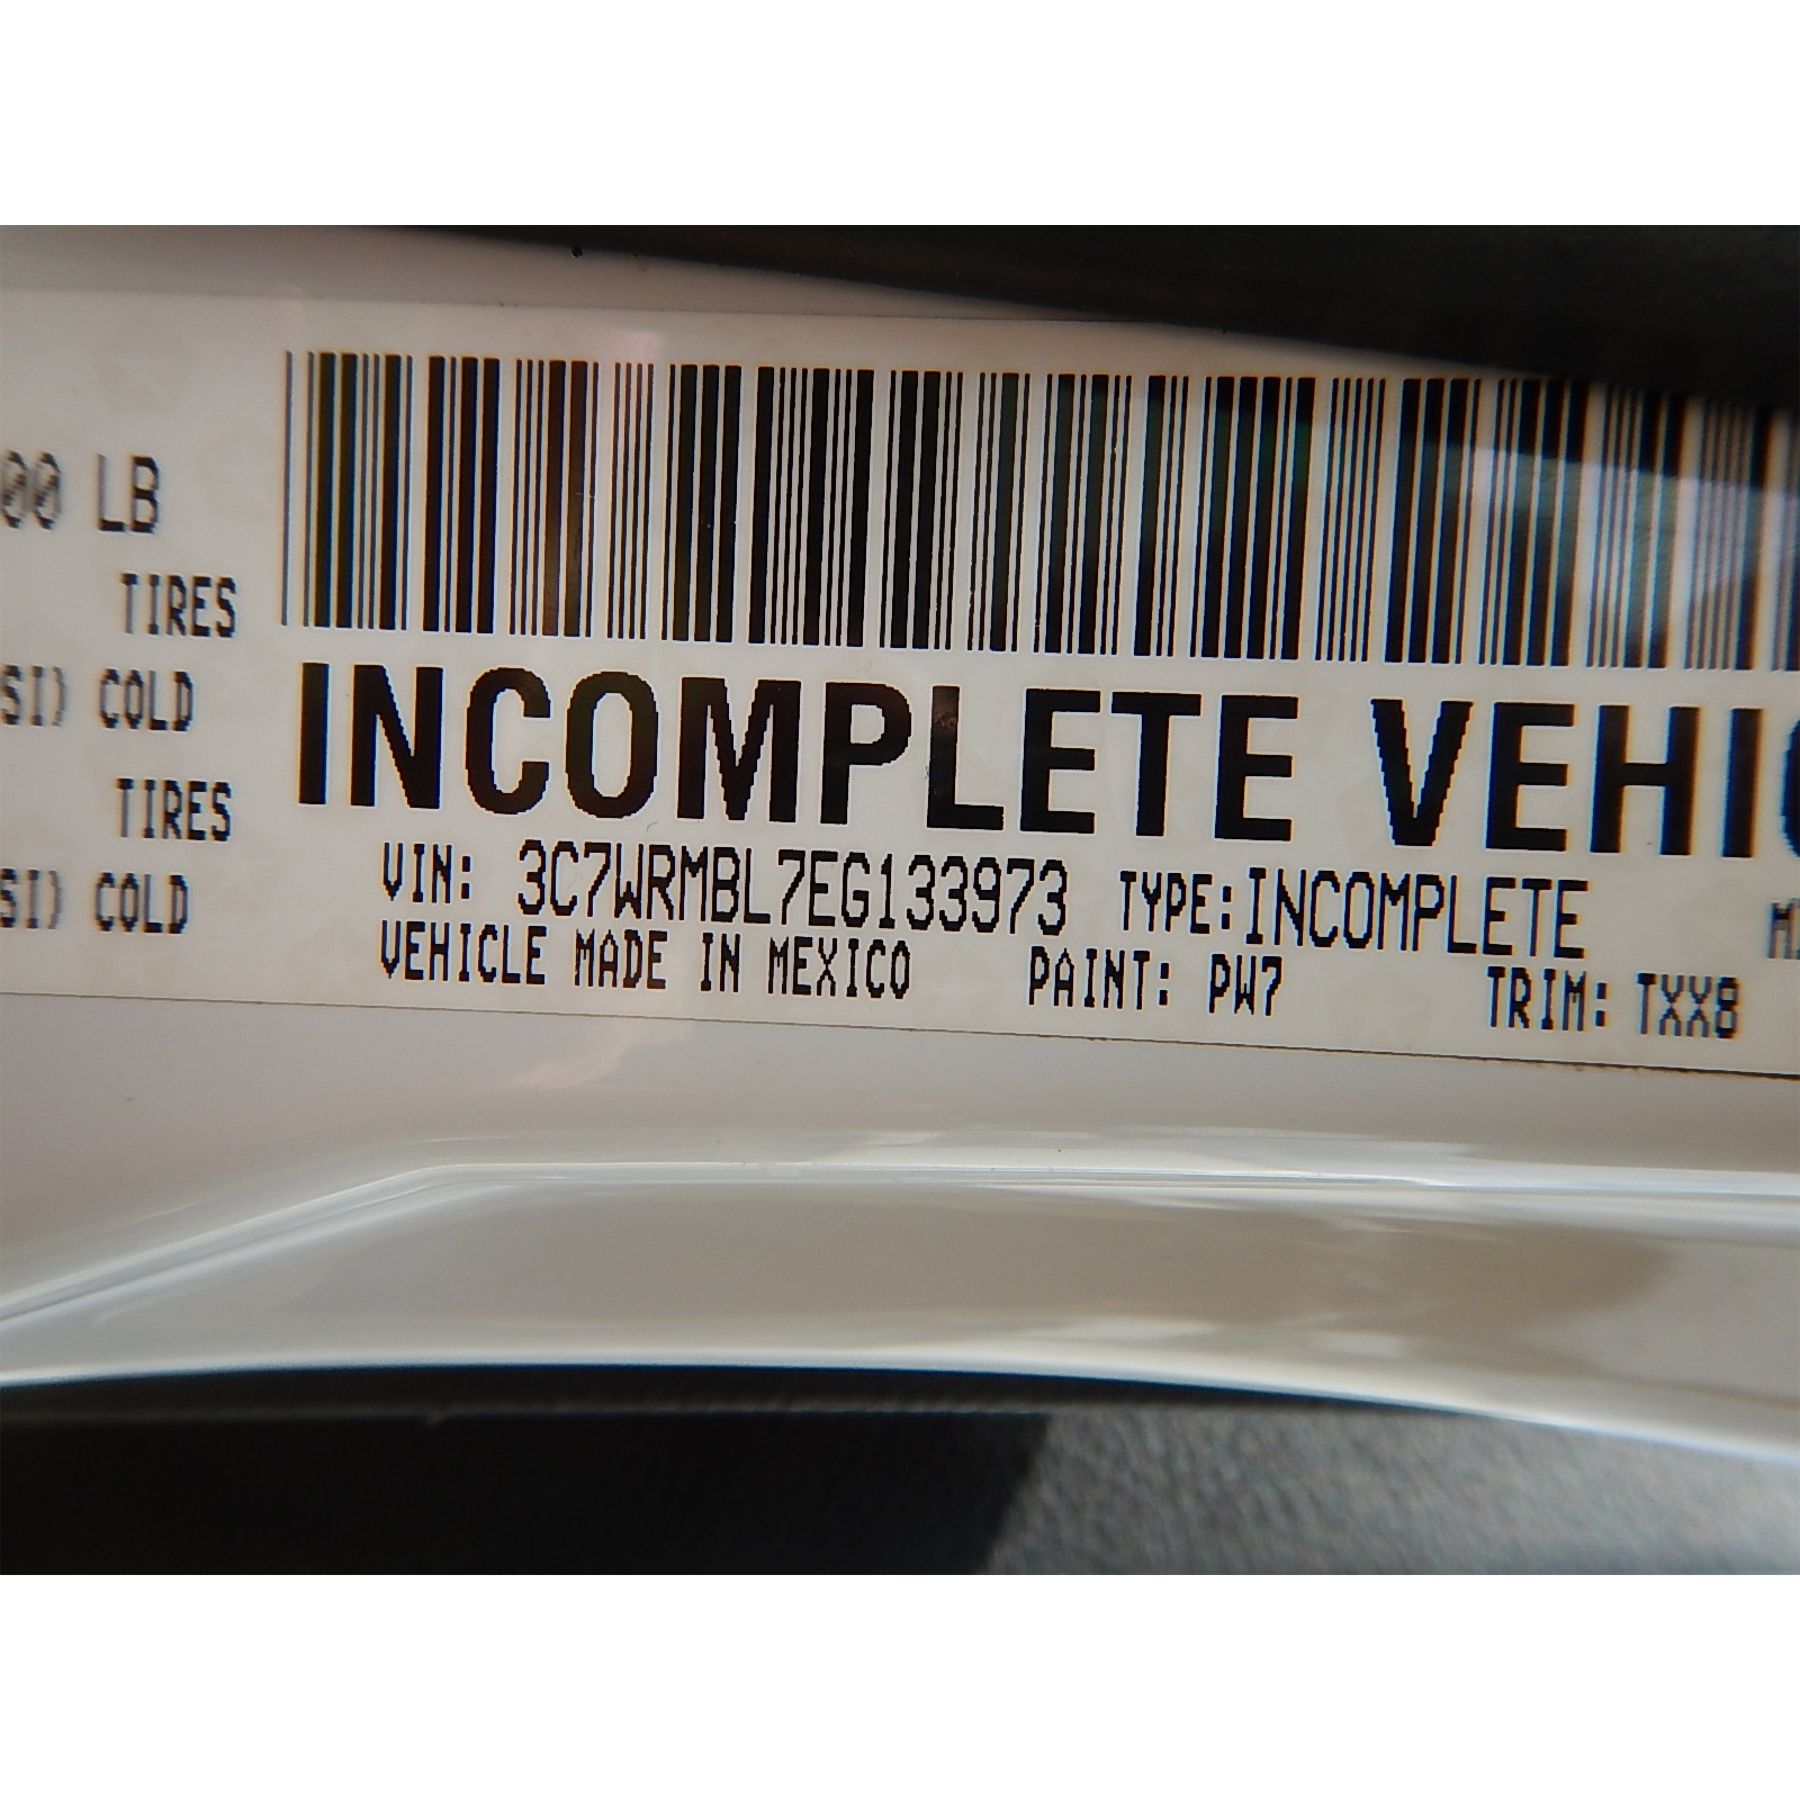 00 LB
TIRES
SI) COLD
TIRES
SI) COLD
INCOMPLETE VEHI
VIN: 3C7WRMBL7EG133973 TYPE:INCOMPLETE
VEHICLE MADE IN MEXICO PAINT: PW7 TRIM: TXX8